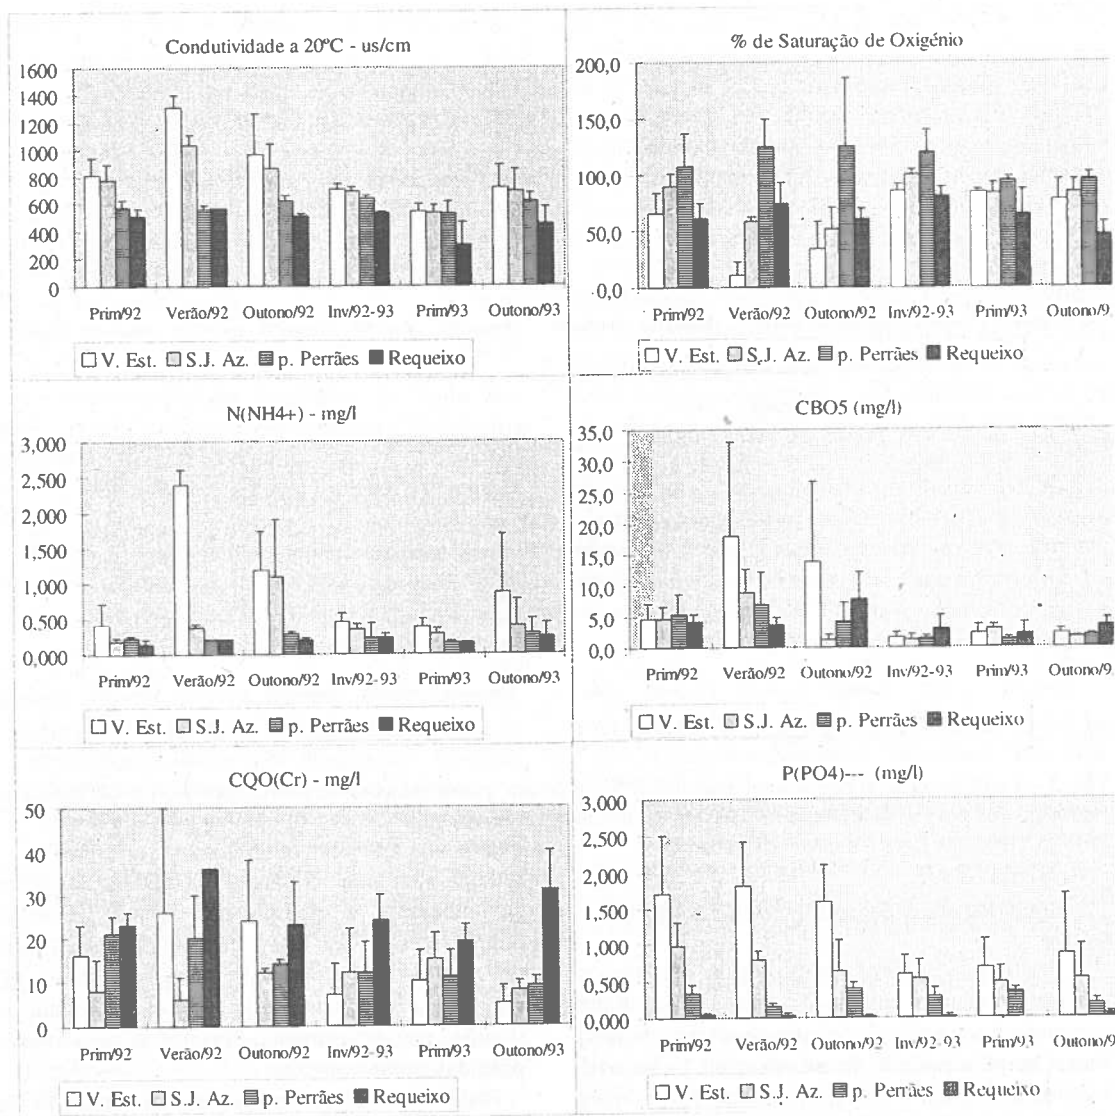 Condutividade a 20ºC - us/cm
1600
1400
1200
1000
800
600
400
200
0
Prim/92 Verão/92 Outono/92 Inv/92-93 Prim/93 Outono/93
V. Est. S.J. Az. p. Perrães Requeixo
% de Saturação de Oxigénio
200,0
150,0
100,0
50,0
0,0
Prim/92 Verão/92 Outono/92 Inv/92-93 Prim/93 Outono/9
V. Est. S.J. Az. p. Perrães Requeixo
N(NH4+) - mg/l
3,000
2,500
2,000
1,500
1,000
0,500
0,000
Prim/92 Verão/92 Outono/92 Inv/92-93 Prim/93 Outono/93
V. Est. S.J. Az. p. Perrães Requeixo
CBO5 (mg/l)
35,0
30,0
25,0
20,0
15,0
10,0
5,0
0,0
Prim/92 Verão/92 Outono/92 Inv/92-93 Prim/93 Outono/9
V. Est. S.J. Az. p. Perrães Requeixo
CQO(Cr) - mg/l
50
40
30
20
10
0
Prim/92 Verão/92 Outono/92 Inv/92-93 Prim/93 Outono/93
V. Est. S.J. Az. p. Perrães Requeixo
P(PO4)--- (mg/l)
3,000
2,500
2,000
1,500
1,000
0,500
0,000
Prim/92 Verão/92 Outono/92 Inv/92-93 Prim/93 Outono/9
V. Est. S.J. Az. p. Perrães Requeixo